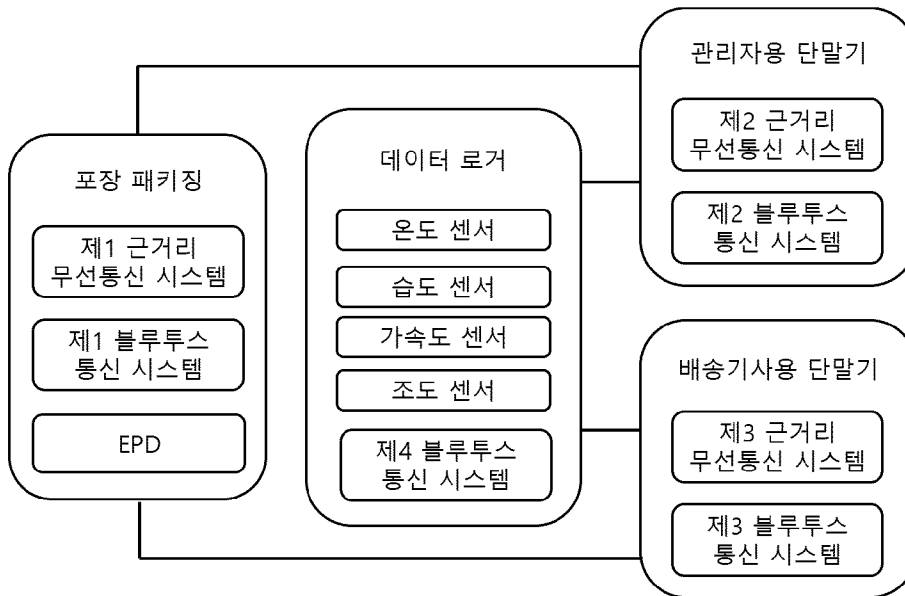 포장 패키징
제1 근거리
무선통신 시스템
제1 블루투스
통신 시스템
EPD
데이터 로거
온도 센서
습도 센서
가속도 센서
조도 센서
제4 블루투스
통신 시스템
관리자용 단말기
제2 근거리
무선통신 시스템
제2 블루투스
통신 시스템
배송기사용 단말기
제3 근거리
무선통신 시스템
제3 블루투스
통신 시스템